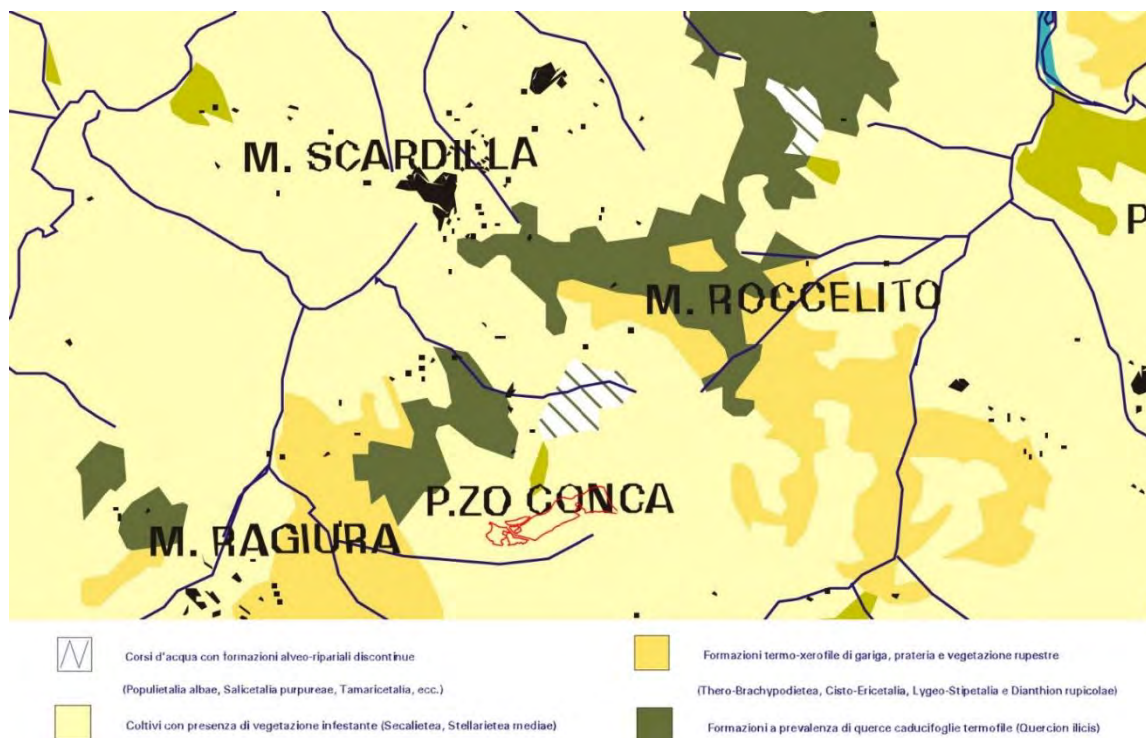 M. SCARDILLA
P
M. ROCCELITO
P.ZO CONCA
M. RAGIURA
Corsi d'acqua con formazioni alveo-ripariali discontinue
(Populietalia albae, Salicetalia purpureae, Tamaricetalia, ecc.)
Coltivi con presenza di vegetazione infestante (Secalietea, Stellarietea mediae)
Formazioni termo-xerofile di gariga, prateria e vegetazione rupestre
(Thero-Brachypodietea, Cisto-Ericetalia, Lygeo-Stipetalia e Dianthion rupicolae)
Formazioni a prevalenza di querce caducifoglie termofile (Quercion ilicis)